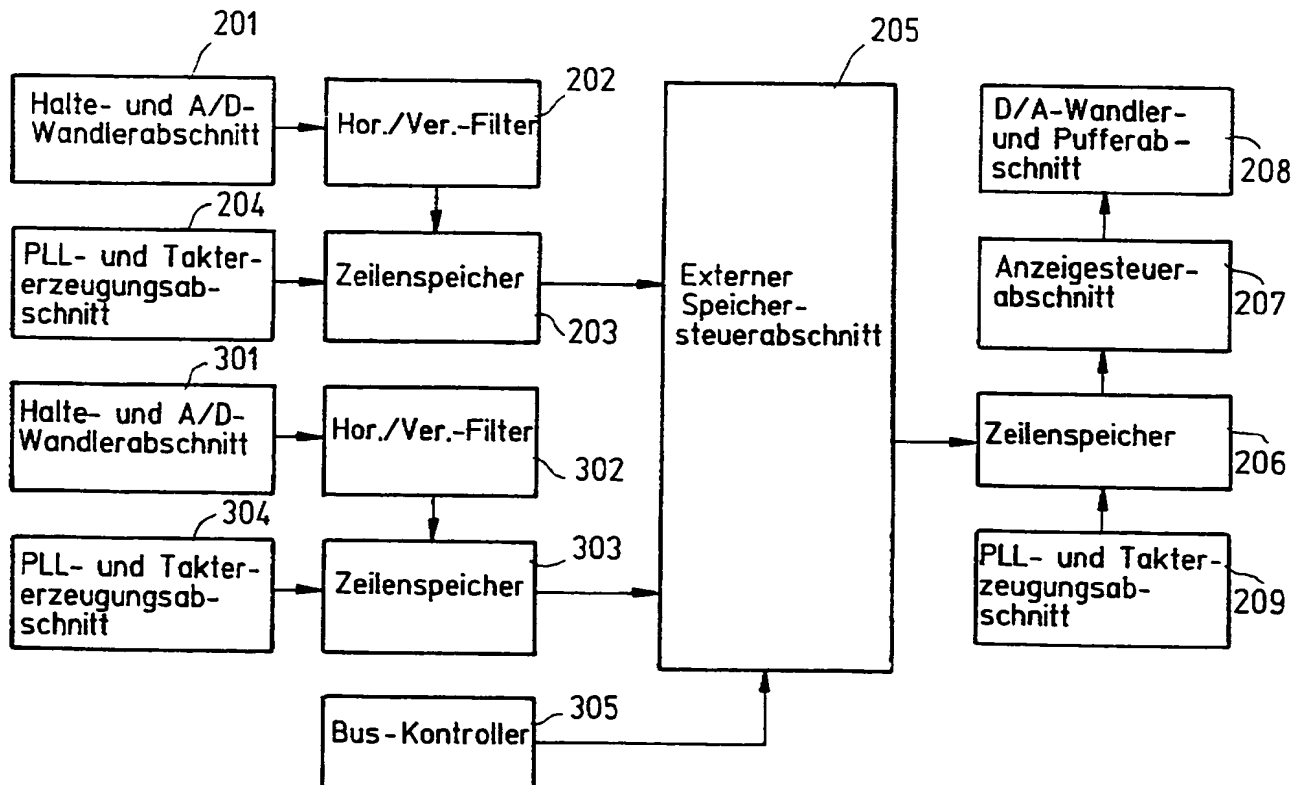 201
Halte- und A/D-
Wandlerabschnitt
202
Hor./Ver.-Filter
204
PLL- und Takter-
erzeugungsab-
schnitt
Zeilenspeicher
203
301
Halte- und A/D-
Wandlerabschnitt
Hor./Ver.-Filter
302
304
PLL- und Takter-
erzeugungsab-
schnitt
303
Zeilenspeicher
305
Bus-Kontroller
205
Externer
Speicher-
steuerabschnitt
D/A-Wandler-
und Pufferab-
schnitt
208
Anzeigesteuer-
abschnitt
207
Zeilenspeicher
206
PLL- und Takter-
zeugungsab-
schnitt
209